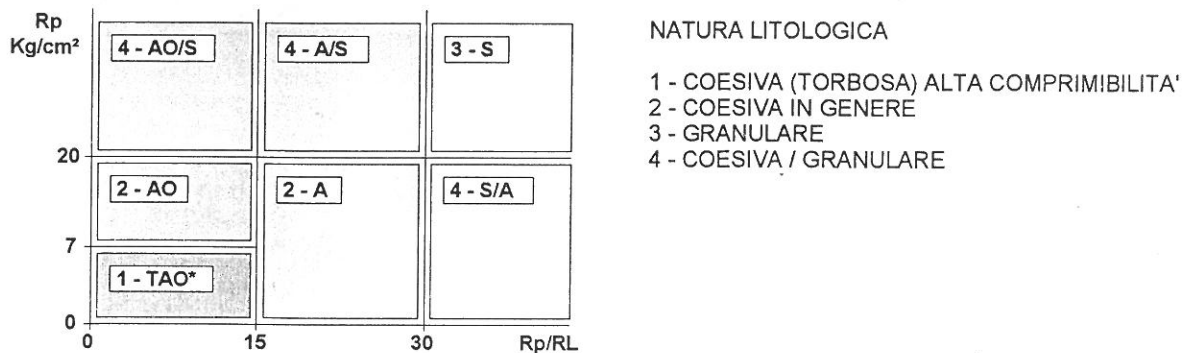 Rp
Kg/cm²
4 - AO/S
4 - A/S
3 - S
20
2 - AO
2 - A
4 - S/A
7
1 - TAO*
0
0
15
30
Rp/RL
NATURA LITOLOGICA
1 - COESIVA (TORBOSA) ALTA COMPRIMIBILITA'
2 - COESIVA IN GENERE
3 - GRANULARE
4 - COESIVA / GRANULARE